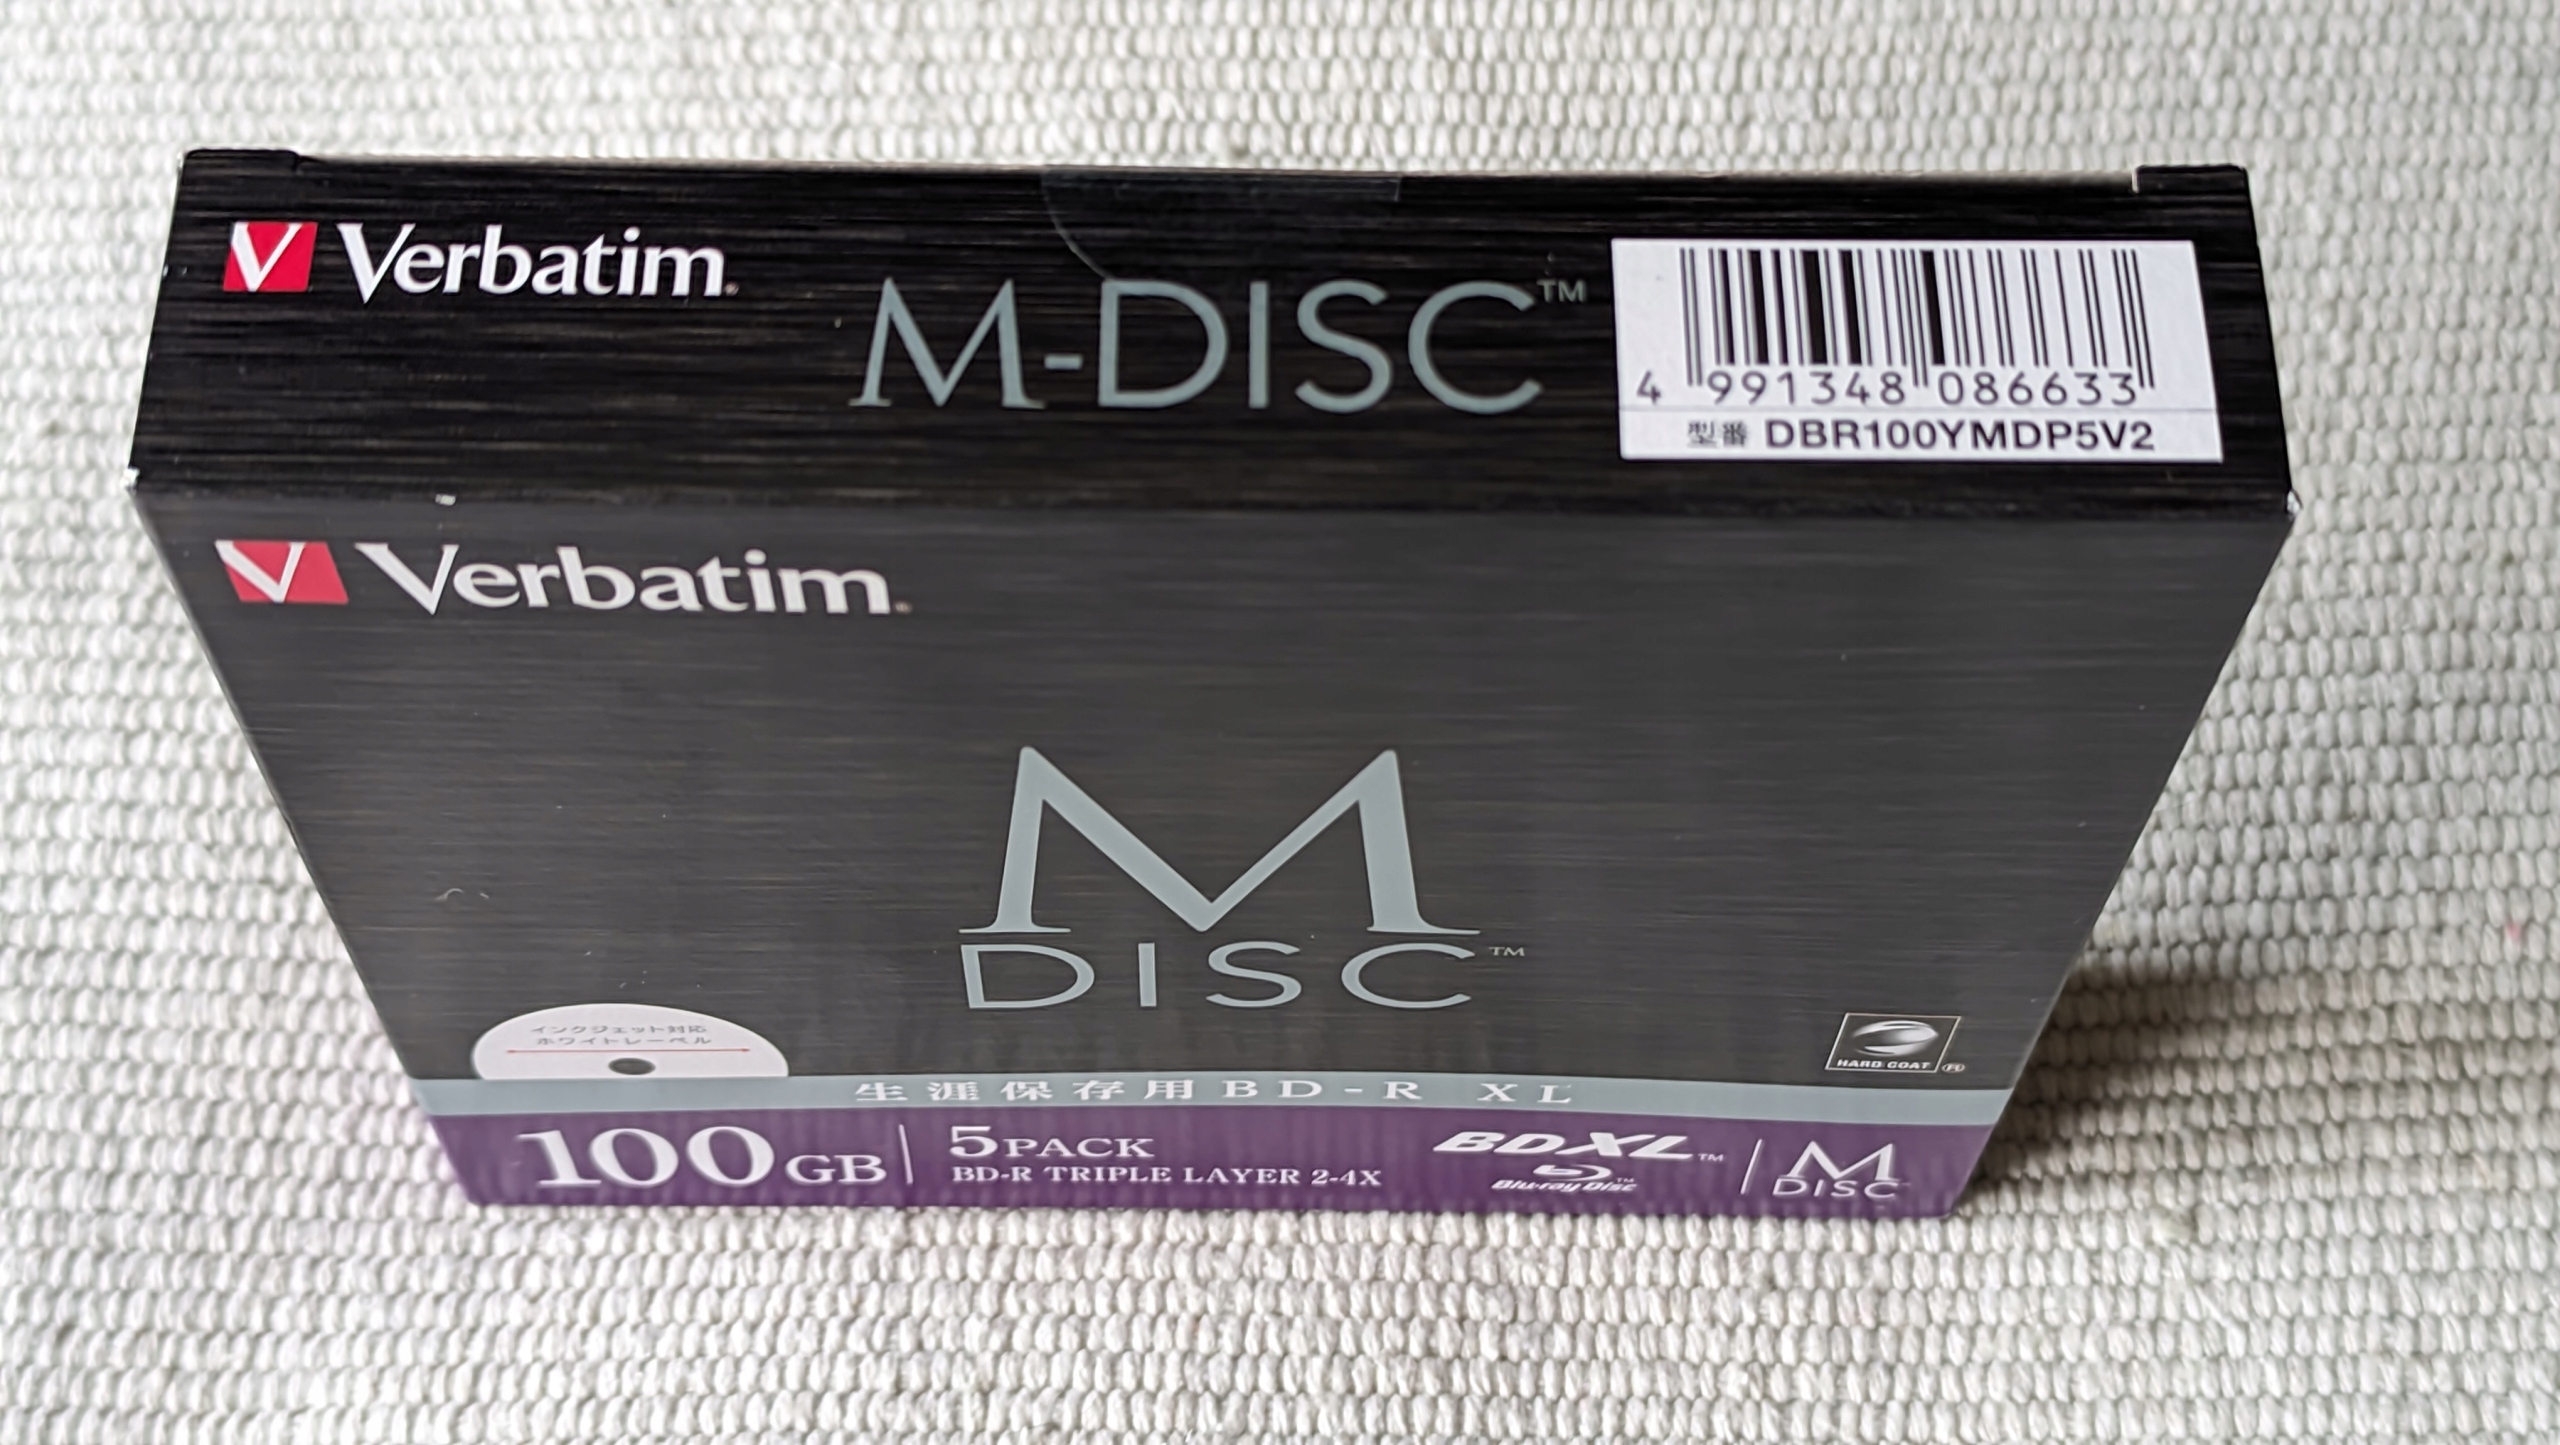 Verbatim
M-DISC™
4 991348 086633
型番 DBR100YMDP5V2
Verbatim
M
DISC™
インクジェット対応
ホワイトレーベル
HARD COAT
生涯保存用BD-R XL
100GB
5PACK
BD-R TRIPLE LAYER 2-4X
BDXL™
Blu-ray Disc™
M
DISC